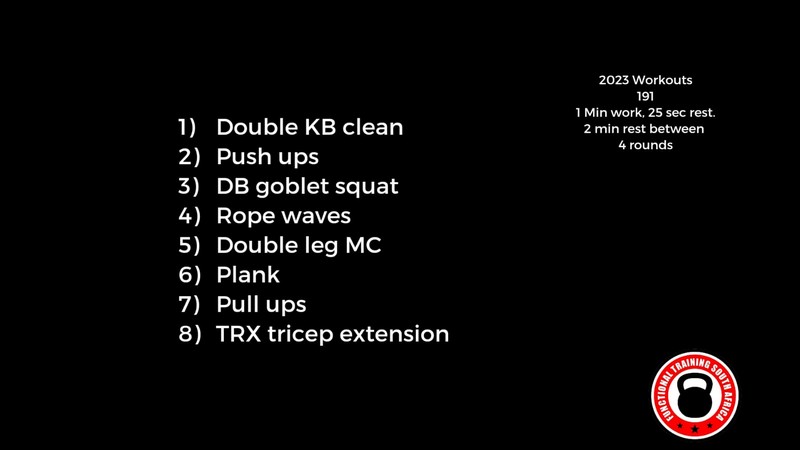 2023 Workouts
191
1 Min work, 25 sec rest.
2 min rest between
4 rounds
1) Double KB clean
2) Push ups
3) DB goblet squat
4) Rope waves
5) Double leg MC
6) Plank
7) Pull ups
8) TRX tricep extension
FUNCTIONAL TRAINING SOUTH AFRICA